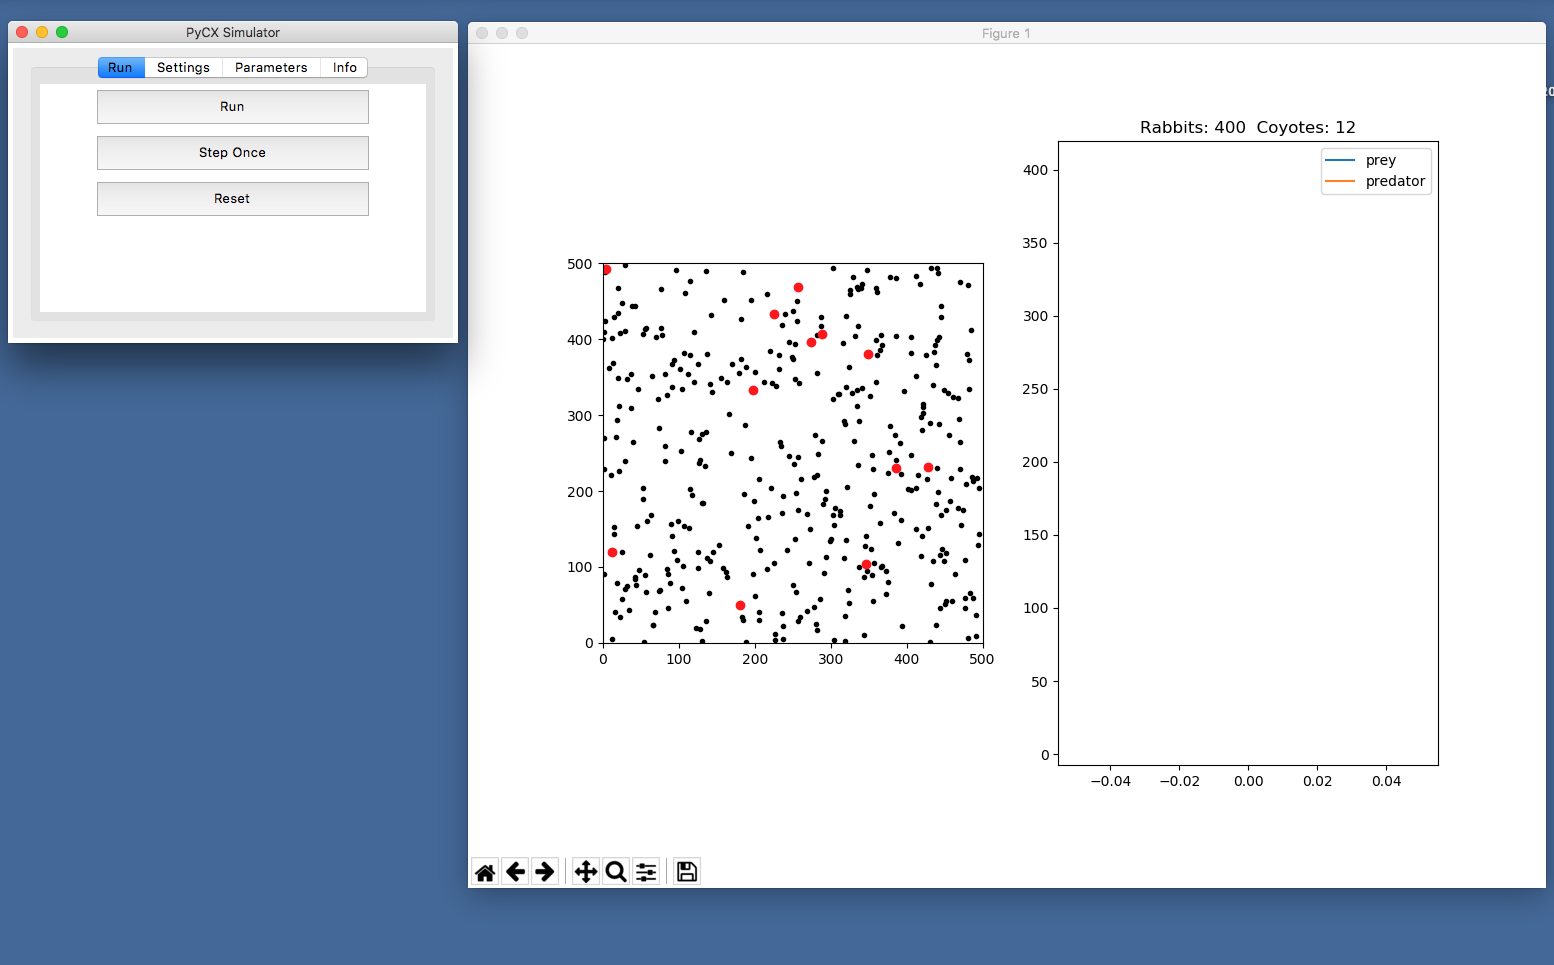 PyCX Simulator
Run Settings Parameters Info
Run
Step Once
Reset
Figure 1
500
400
300
200
100
0
0 100 200 300 400 500
Rabbits: 400 Coyotes: 12
prey
predator
400
350
300
250
200
150
100
50
0
−0.04 −0.02 0.00 0.02 0.04